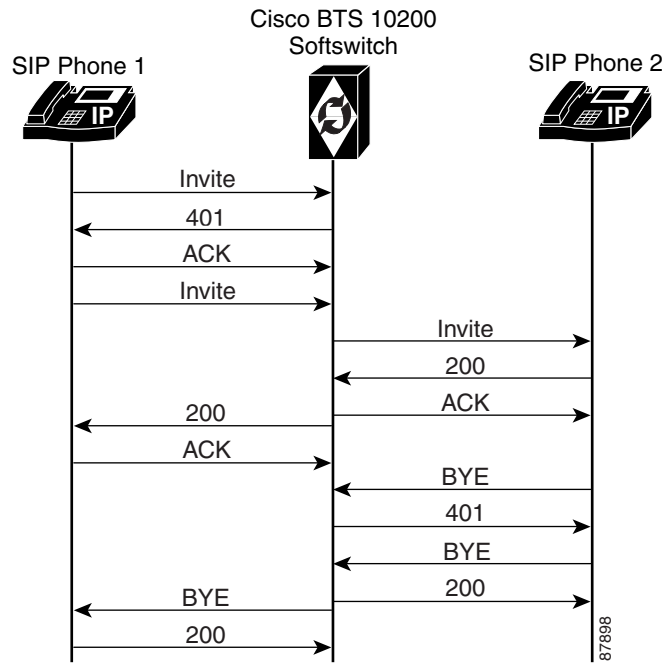 Cisco BTS 10200
Softswitch
SIP Phone 1
SIP Phone 2
IP
IP
Invite
401
ACK
Invite
Invite
200
ACK
200
ACK
BYE
401
BYE
200
BYE
200
87898